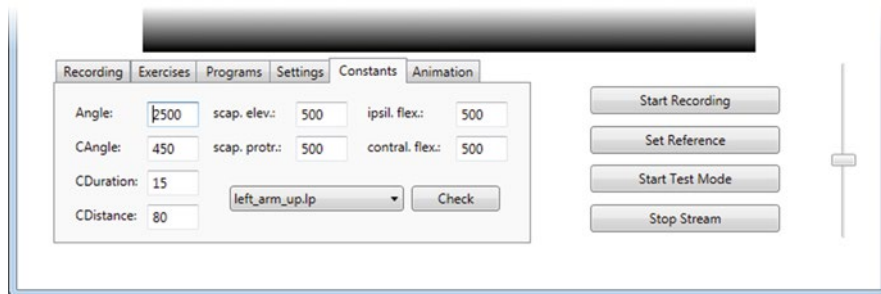 Recording Exercises Programs Settings Constants Animation
Angle: 2500 scap. elev.: 500 ipsil. flex.: 500
CAngle: 450 scap. protr.: 500 contral. flex.: 500
CDuration: 15
left_arm_up.lp Check
CDistance: 80
Start Recording
Set Reference
Start Test Mode
Stop Stream